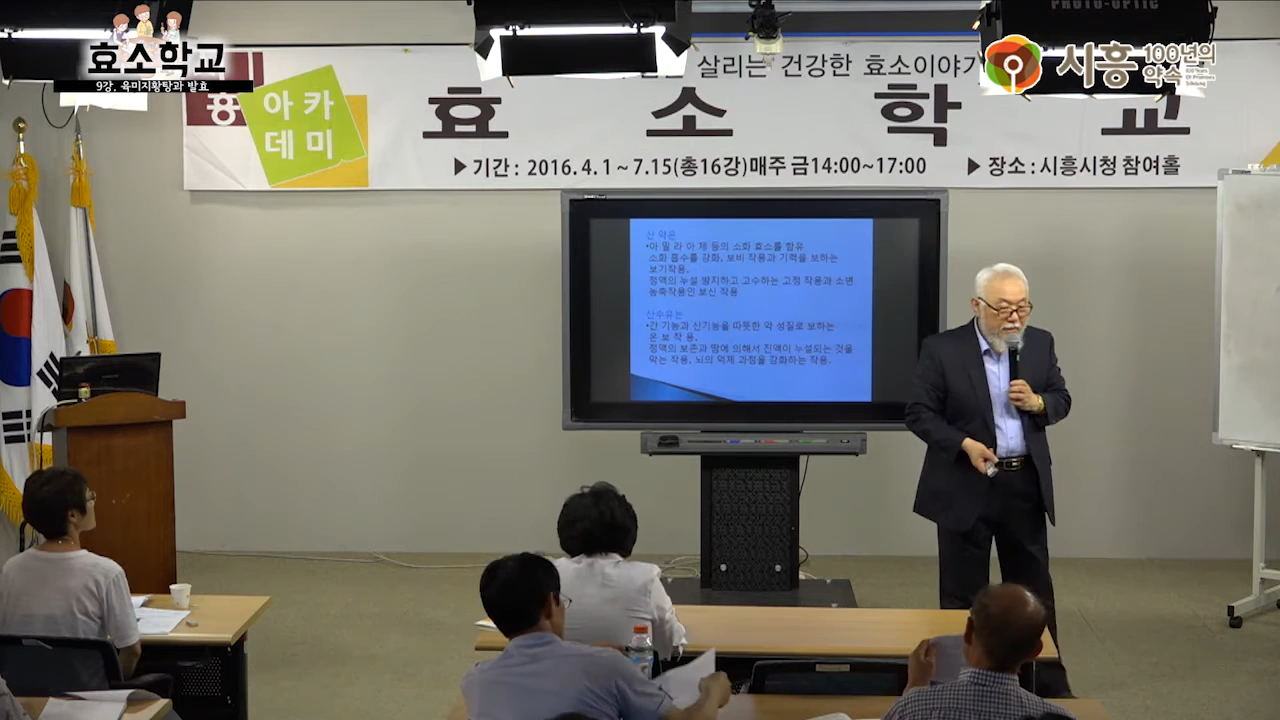 효소학교
9강. 육미지황탕과 발효
PHOTO-OPTIC
시흥 100년의
약속
살리는 건강한 효소이야기
흥 아카
데미
효소학교
▶기간 : 2016. 4. 1 ~ 7.15(총16강) 매주 금14:00~17:00 ▶장소 : 시흥시청 참여홀
산 약은
•아 밀 라 아 제 등의 소화 효소를 함유
소화 흡수를 강화, 보비 작용과 기력을 보하는
보기작용.
정액의 누설 방지하고 고수하는 고정 작용과 소변
농축작용인 보신 작용
산수유는
•간 기능과 신기능을 따뜻한 약 성질로 보하는
온 보 작 용.
정액의 보존과 땀에 의해서 진액이 누설되는 것을
막는 작용. 뇌의 억제 과정을 강화하는 작용.